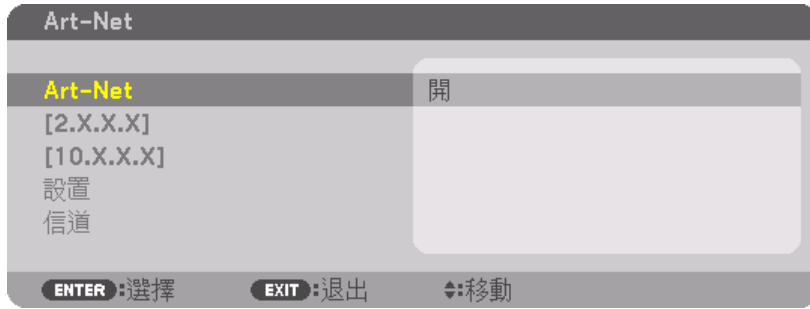 Art-Net
Art-Net 開
[2.X.X.X]
[10.X.X.X]
設置
信道
ENTER:選擇 EXIT:退出 :移動